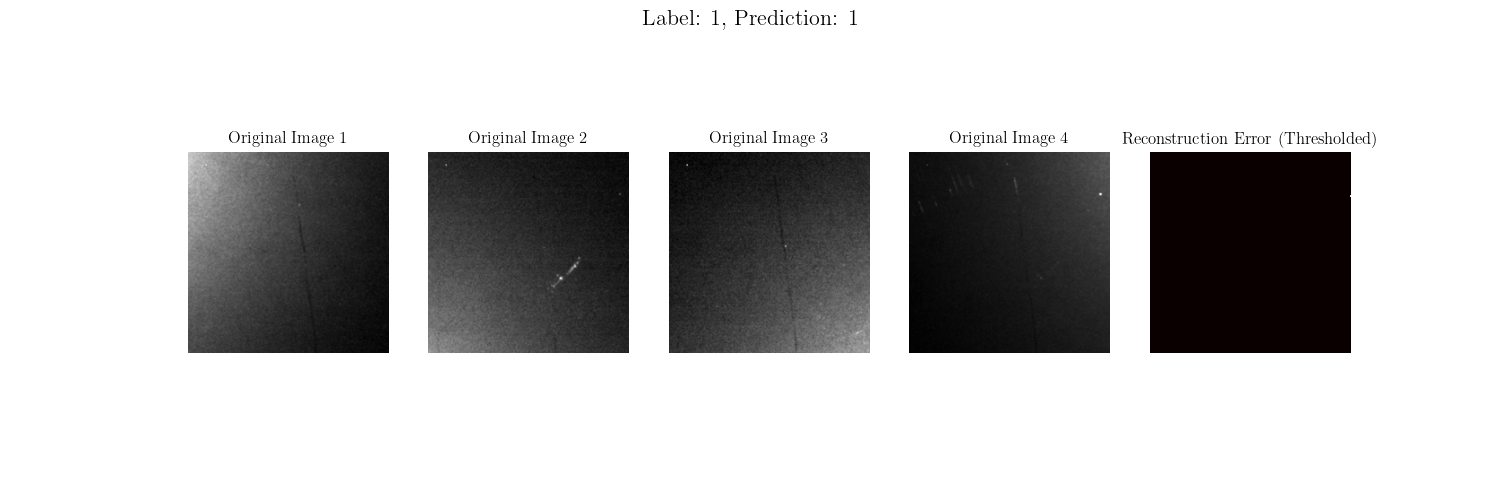 Label: 1, Prediction: 1
Original Image 1
Original Image 2
Original Image 3
Original Image 4
Reconstruction Error (Thresholded)